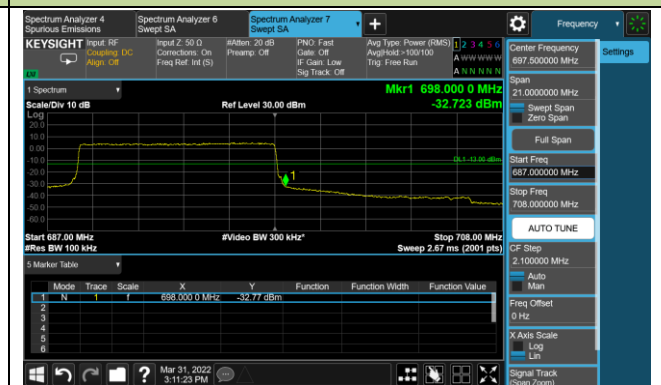 Spectrum Analyzer 4
Spurious Emissions
Spectrum Analyzer 6
Swept SA
Spectrum Analyzer 7
Swept SA
Frequency
KEYSIGHT
Input: RF
Coupling: DC
Align: Off
Input Z: 50 Ω
Corrections: On
Freq Ref: Int (S)
#Atten: 20 dB
Preamp: Off
PNO: Fast
Gate: Off
IF Gain: Low
Sig Track: Off
Avg Type: Power (RMS)
Avg|Hold:>100/100
Trig: Free Run
1 2 3 4 5 6
A W W W W W
A N N N N N
1 Spectrum
Scale/Div 10 dB
Ref Level 30.00 dBm
Mkr1 698.000 0 MHz
-32.723 dBm
Log
20.0
10.0
0.00
-10.0
-20.0
-30.0
-40.0
-50.0
-60.0
DL1 -13.00 dBm
1
Start 687.00 MHz
#Res BW 100 kHz
#Video BW 300 kHz*
Stop 708.00 MHz
Sweep 2.67 ms (2001 pts)
5 Marker Table
Mode Trace Scale X Y Function Function Width Function Value
1 N 1 f 698.000 0 MHz -32.77 dBm
2
3
4
5
6
Mar 31, 2022
3:11:23 PM
Center Frequency
697.500000 MHz
Settings
Span
21.0000000 MHz
Swept Span
Zero Span
Full Span
Start Freq
687.000000 MHz
Stop Freq
708.000000 MHz
AUTO TUNE
CF Step
2.100000 MHz
Auto
Man
Freq Offset
0 Hz
X Axis Scale
Log
Lin
Signal Track
(Span Zoom)